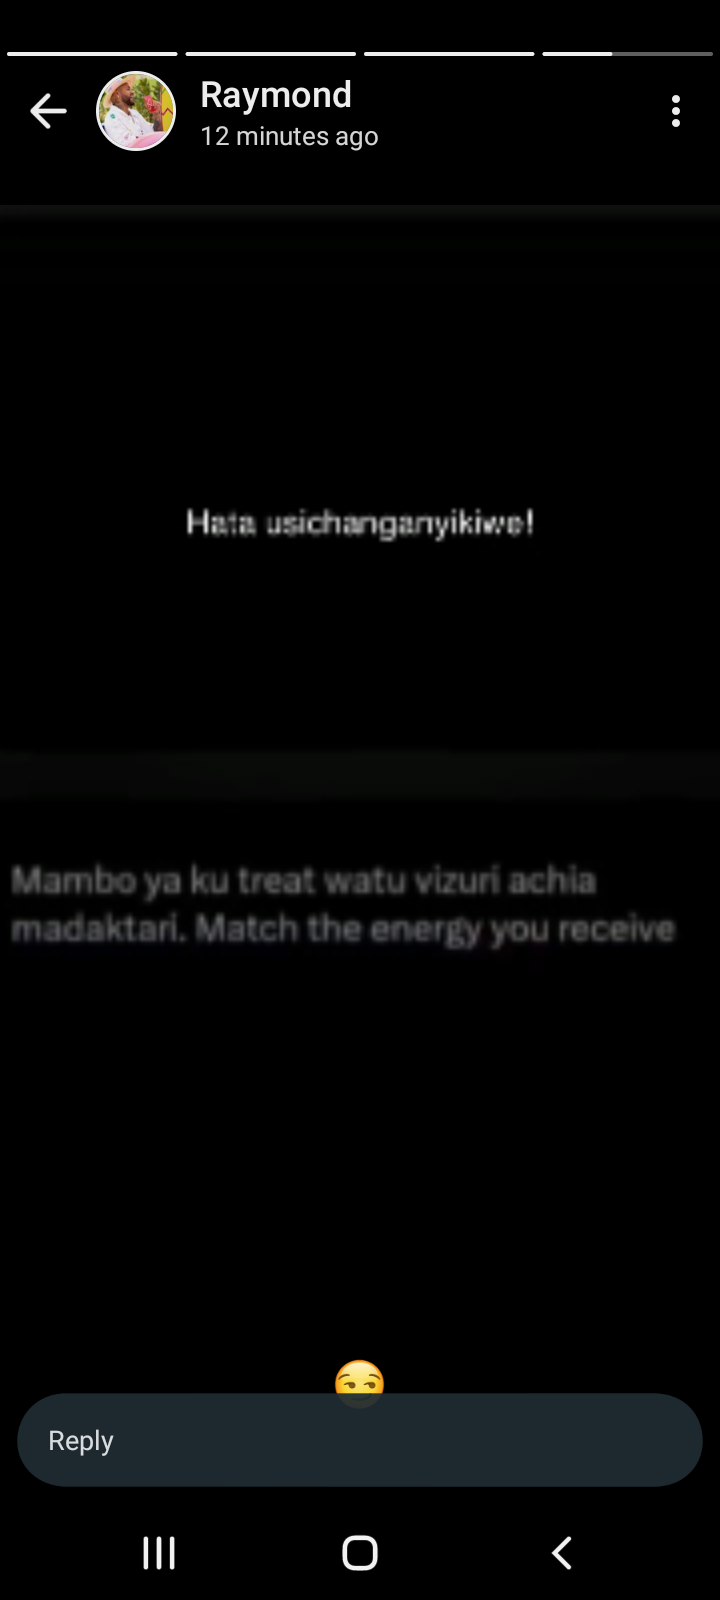 Raymond
12 minutes ago
Hata usichanganyikiwe!
Mambo ya ku treat watu vizuri achia
madaktari. Match the energy you receive
😏
Reply